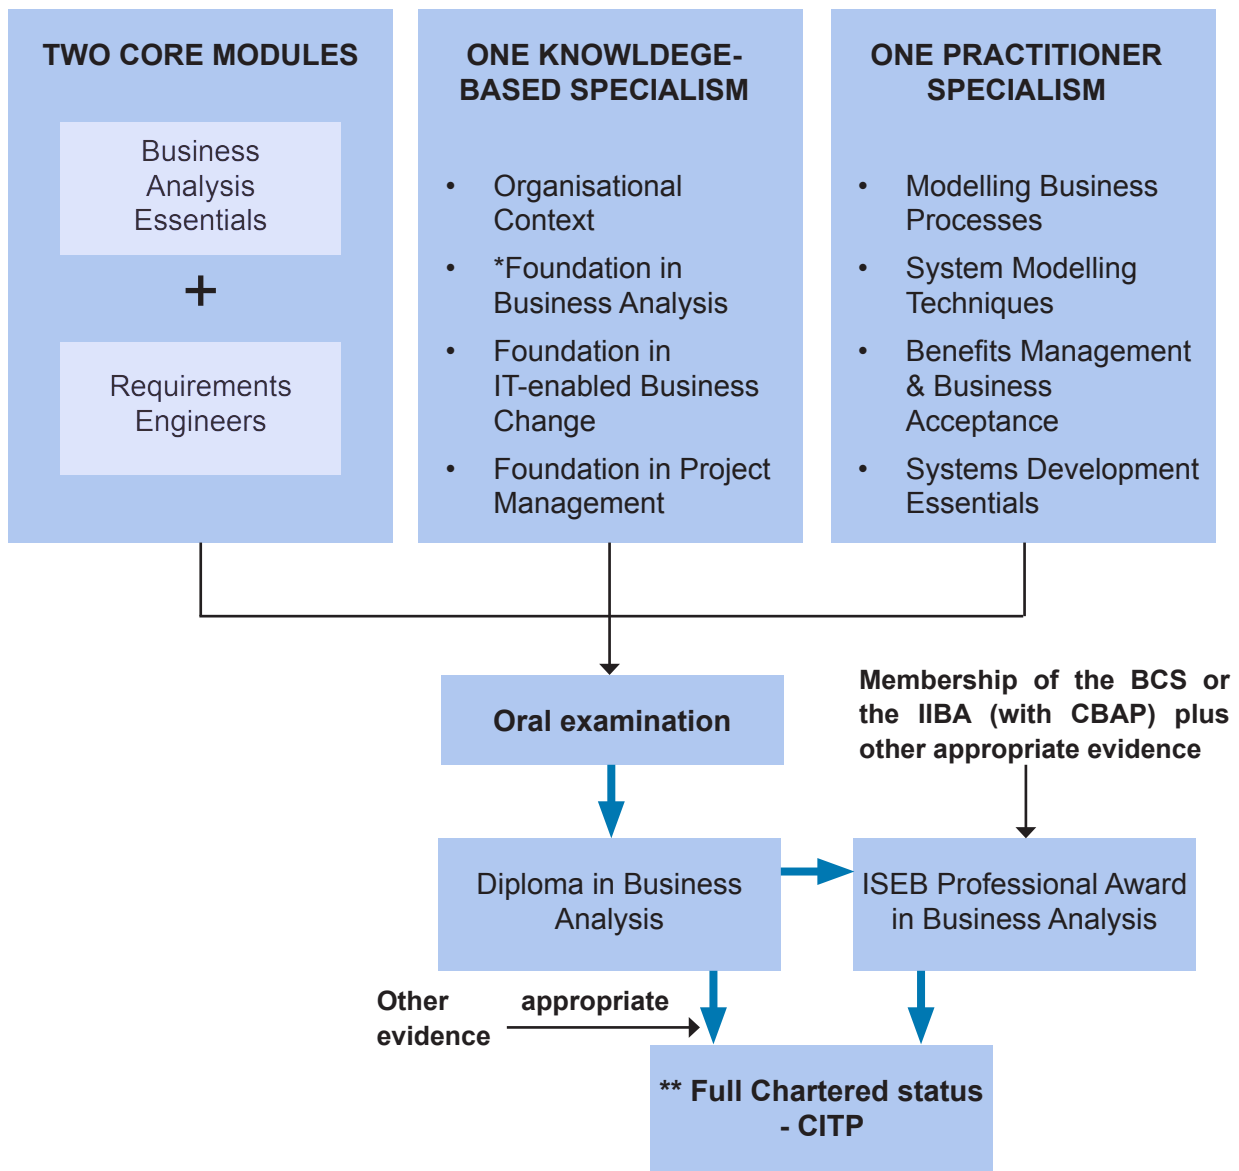 TWO CORE MODULES
Business
Analysis
Essentials
+
Requirements
Engineers
ONE KNOWLDEGE-
BASED SPECIALISM
• Organisational
Context
• *Foundation in
Business Analysis
• Foundation in
IT-enabled Business
Change
• Foundation in Project
Management
ONE PRACTITIONER
SPECIALISM
• Modelling Business
Processes
• System Modelling
Techniques
• Benefits Management
& Business
Acceptance
• Systems Development
Essentials
Oral examination
Membership of the BCS or
the IIBA (with CBAP) plus
other appropriate evidence
Diploma in Business
Analysis
ISEB Professional Award
in Business Analysis
Other appropriate
evidence
** Full Chartered status
- CITP